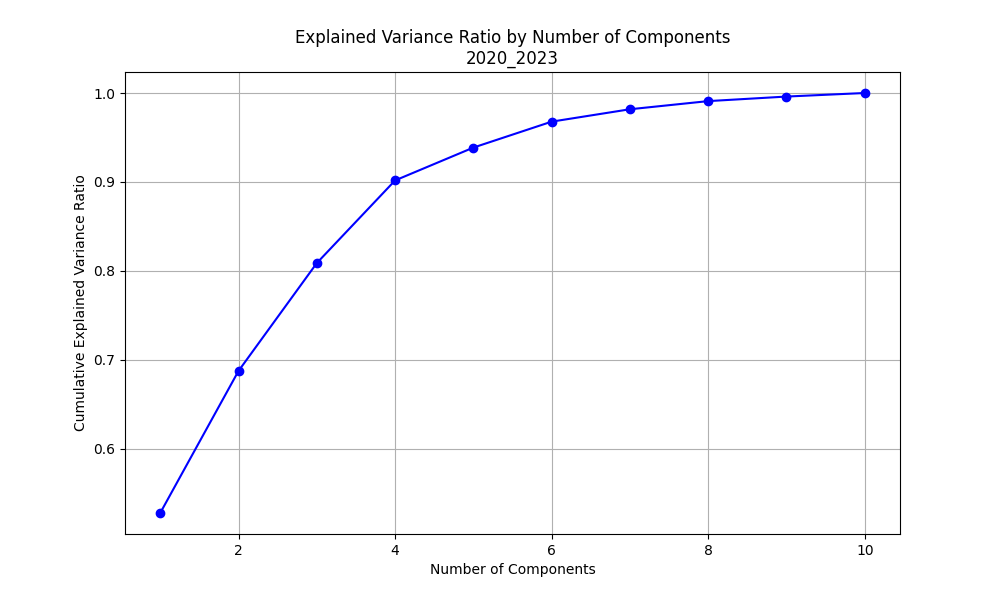 Explained Variance Ratio by Number of Components
2020_2023
Cumulative Explained Variance Ratio
1.0
0.9
0.8
0.7
0.6
2 4 6 8 10
Number of Components